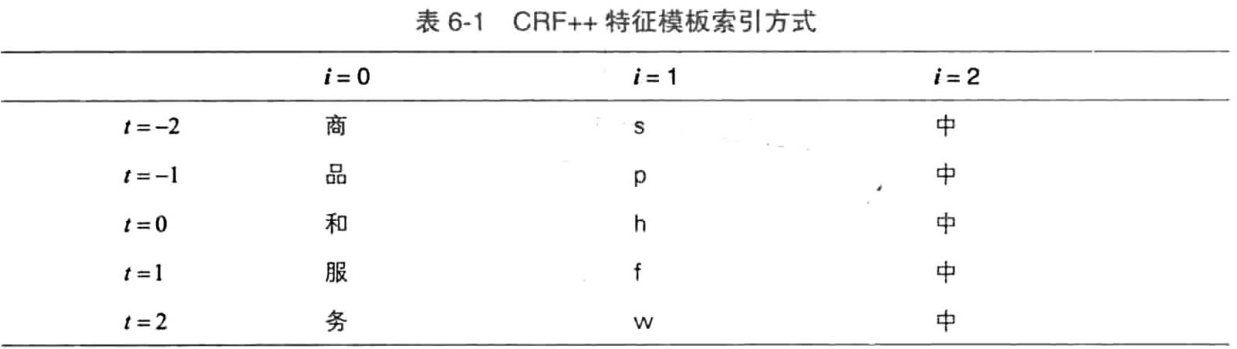 表 6-1 CRF++ 特征模板索引方式
i = 0 i = 1 i = 2
t = -2 商 s 中
t = -1 品 p 中
t = 0 和 h 中
t = 1 服 f 中
t = 2 务 w 中